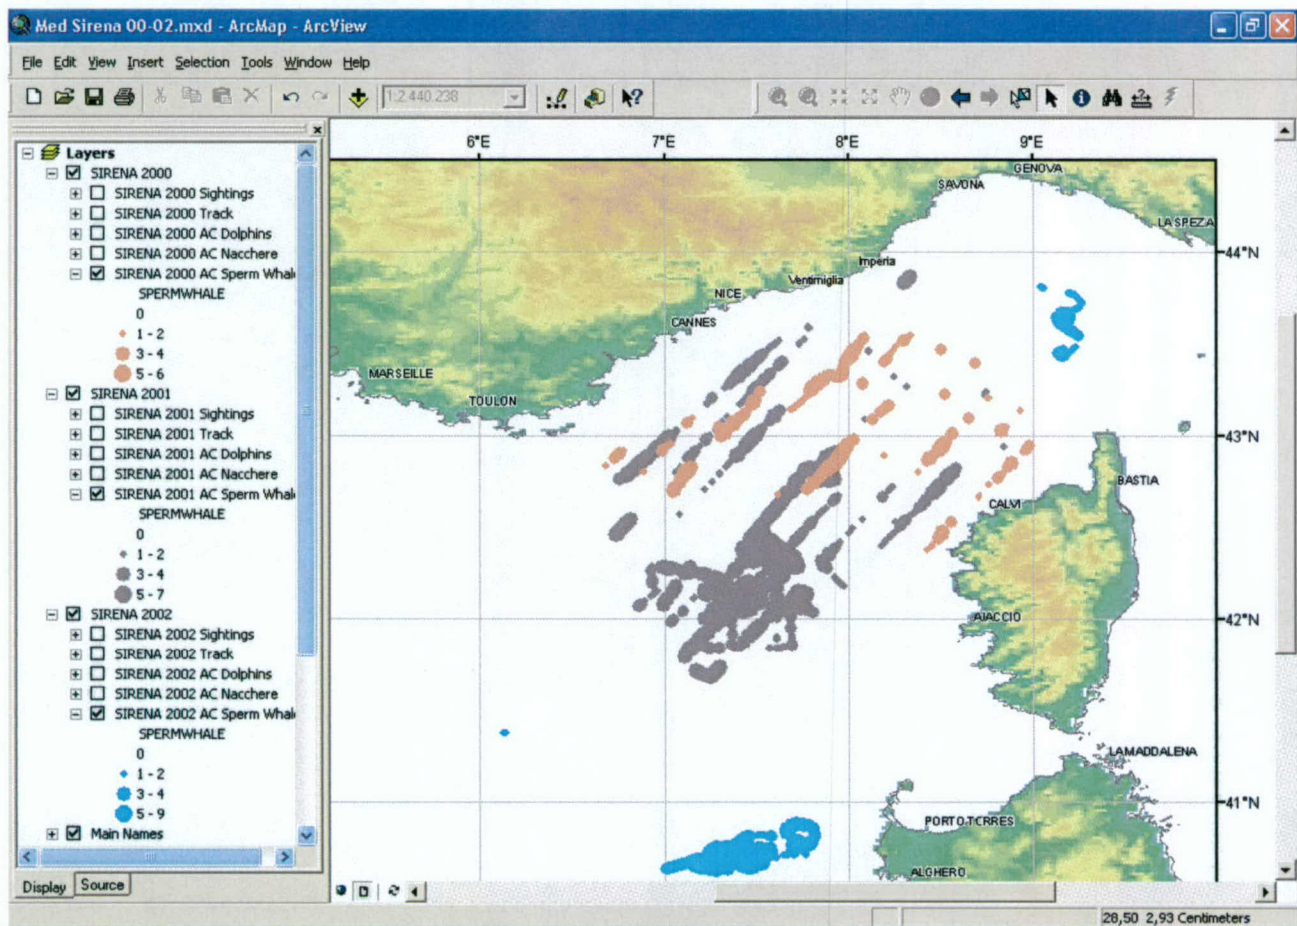 Med Sirena 00-02.mxd - ArcMap - ArcView
File Edit View Insert Selection Tools Window Help
1:2.440.238
Layers
SIRENA 2000
SIRENA 2000 Sightings
SIRENA 2000 Track
SIRENA 2000 AC Dolphins
SIRENA 2000 AC Nacchere
SIRENA 2000 AC Sperm Whal
SPERMWHALE
0
1 - 2
3 - 4
5 - 6
SIRENA 2001
SIRENA 2001 Sightings
SIRENA 2001 Track
SIRENA 2001 AC Dolphins
SIRENA 2001 AC Nacchere
SIRENA 2001 AC Sperm Whal
SPERMWHALE
0
1 - 2
3 - 4
5 - 7
SIRENA 2002
SIRENA 2002 Sightings
SIRENA 2002 Track
SIRENA 2002 AC Dolphins
SIRENA 2002 AC Nacchere
SIRENA 2002 AC Sperm Whal
SPERMWHALE
0
1 - 2
3 - 4
5 - 9
Main Names
Display Source
6°E 7°E 8°E 9°E
GENOVA
SAVONA
LA SPEZA
44°N
Imperia
Ventimiglia
NICE
CANNES
MARSEILLE
TOULON
43°N
BASTIA
CALVI
AJACCIO
42°N
LA MADDALENA
41°N
PORTO TORRES
ALGHERO
28,50 2,93 Centimeters